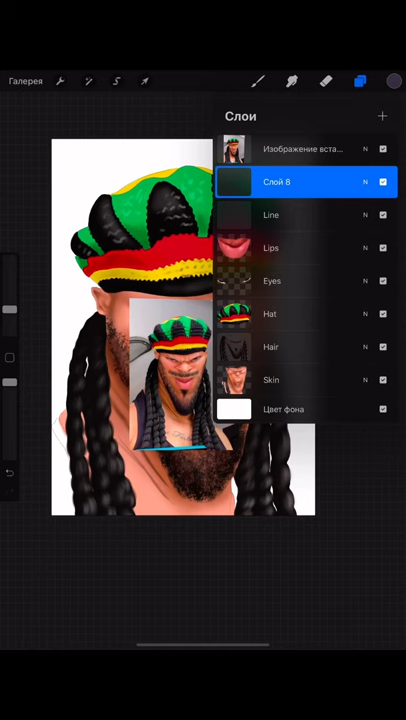 Галерея
Слои
Изображение вста... N
Слой 8 N
Line N
Lips N
Eyes N
Hat N
Hair N
Skin N
Цвет фона